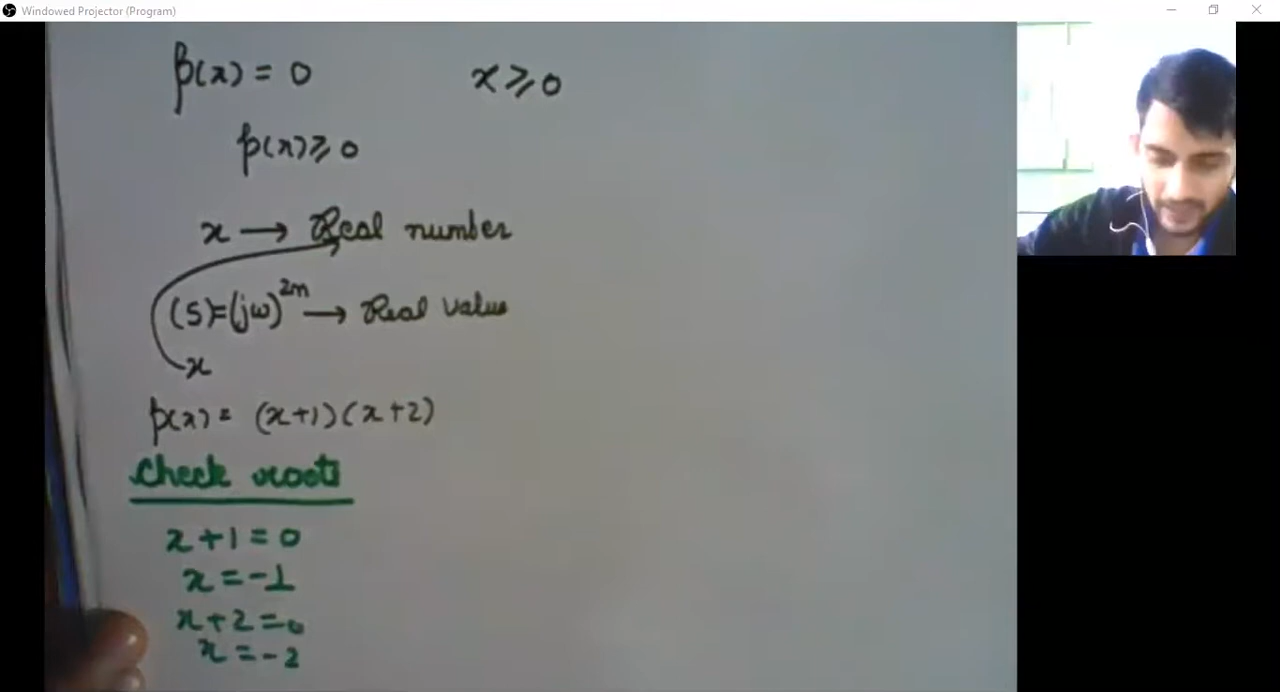 Windowed Projector (Program)
p(x) = 0 x ≥ 0
p(x) ≥ 0
x → Real number
(s)=(jω)^2n → Real value
x
p(x) = (x+1)(x+2)
Check roots
x+1=0
x=-1
x+2=0
x=-2